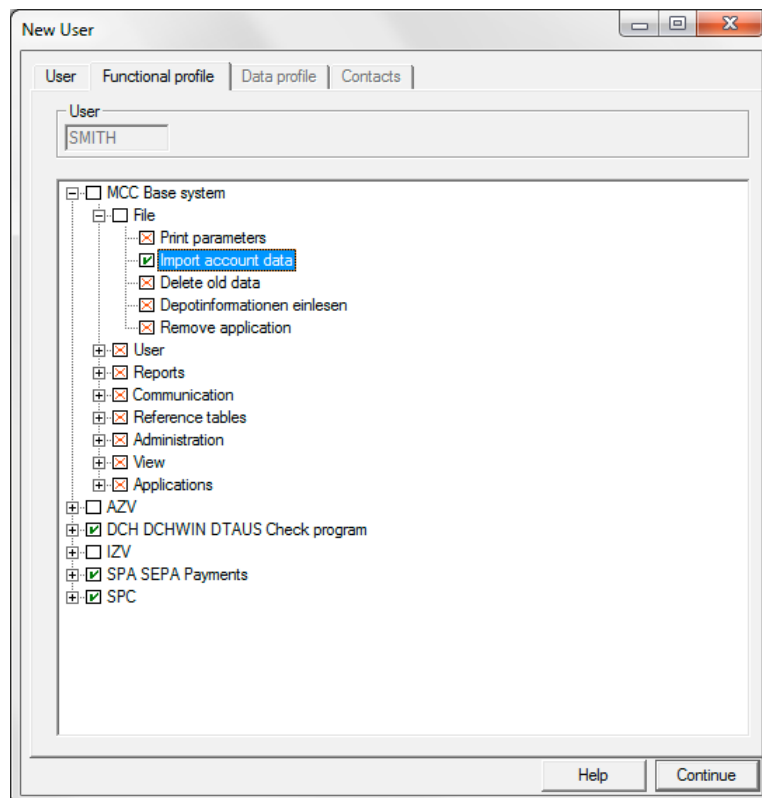 New User
User Functional profile Data profile Contacts
User
SMITH
MCC Base system
File
Print parameters
Import account data
Delete old data
Depotinformationen einlesen
Remove application
User
Reports
Communication
Reference tables
Administration
View
Applications
AZV
DCH DCHWIN DTAUS Check program
IZV
SPA SEPA Payments
SPC
Help Continue